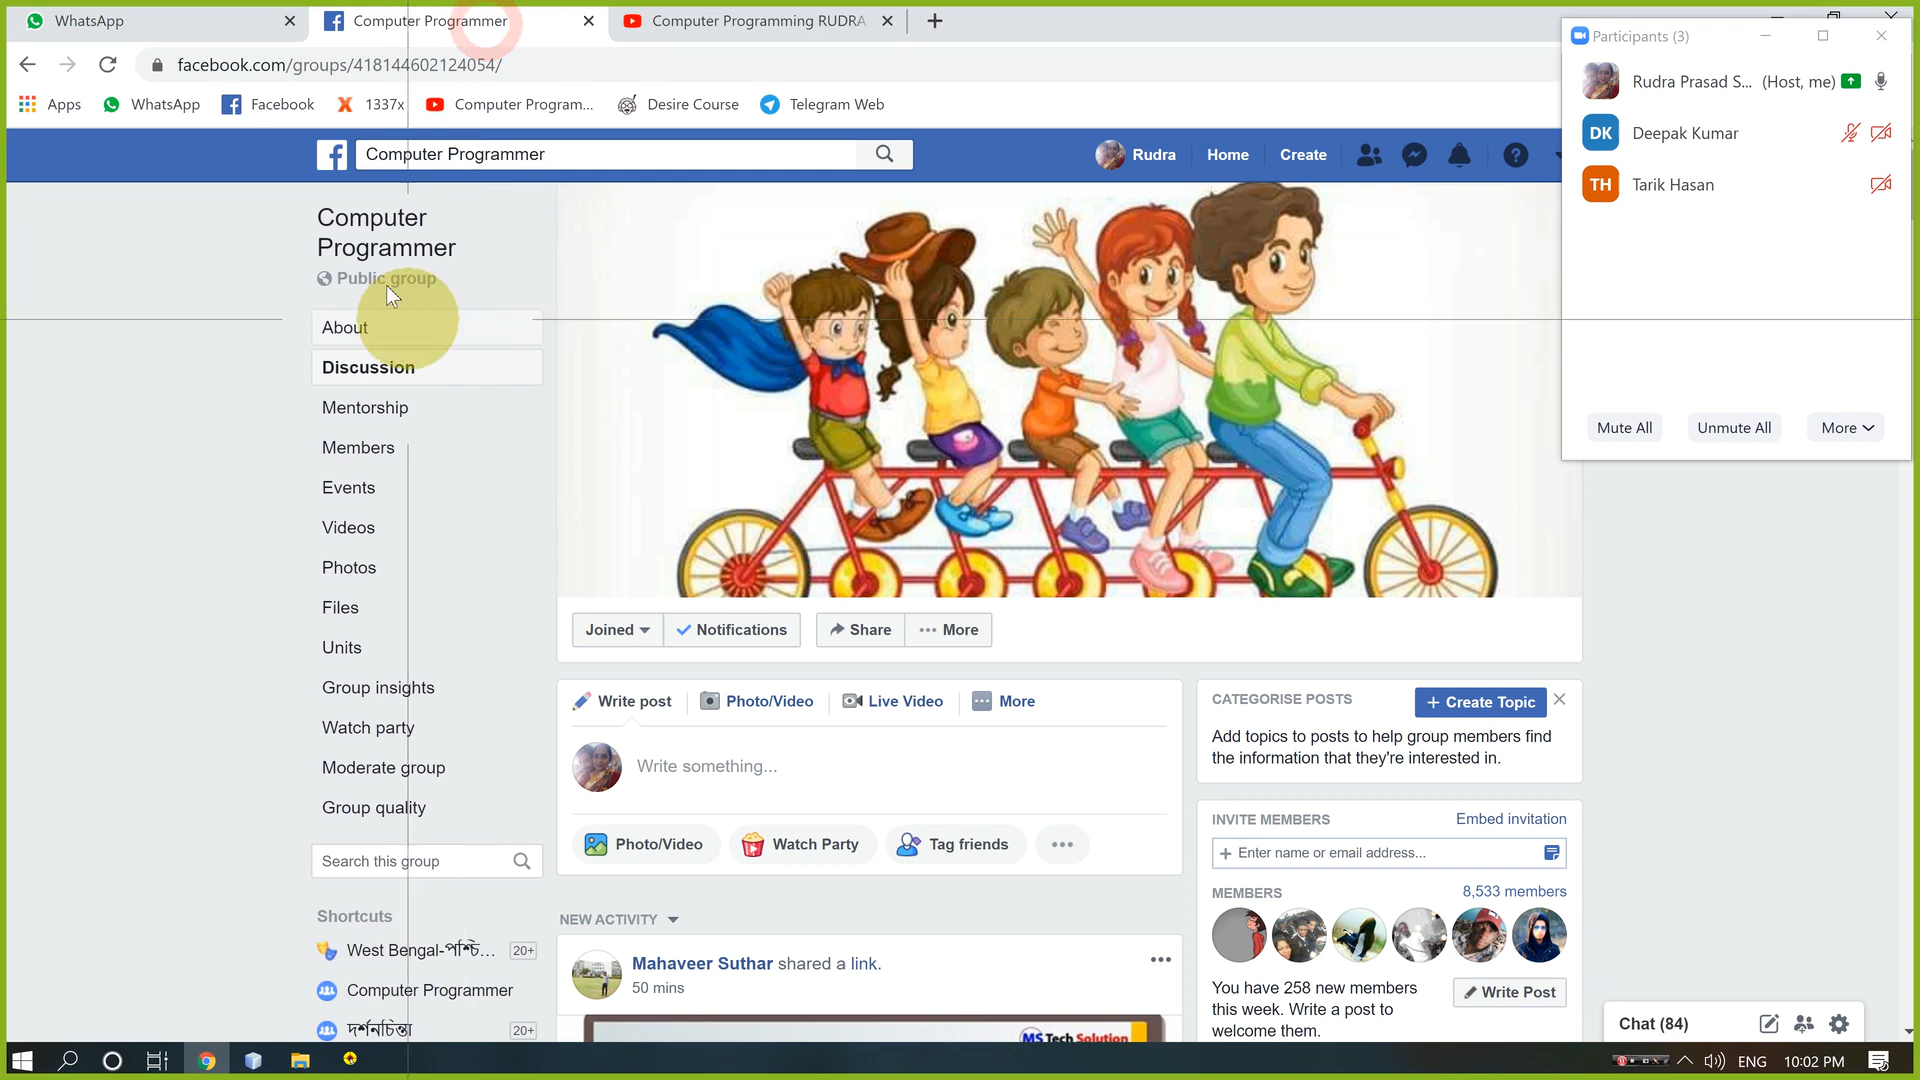 WhatsApp
Computer Programmer
Computer Programming RUDRA
facebook.com/groups/418144602124054/
Apps WhatsApp Facebook 1337x Computer Program... Desire Course Telegram Web
Computer Programmer
Rudra Home Create
Participants (3)
Rudra Prasad S... (Host, me)
DK Deepak Kumar
TH Tarik Hasan
Mute All Unmute All More
Computer
Programmer
Public group
About
Discussion
Mentorship
Members
Events
Videos
Photos
Files
Units
Group insights
Watch party
Moderate group
Group quality
Search this group
Shortcuts
West Bengal-পশ্চি... 20+
Computer Programmer
দর্শনচিন্তা 20+
Joined Notifications Share More
Write post Photo/Video Live Video More
Write something...
Photo/Video Watch Party Tag friends
NEW ACTIVITY
Mahaveer Suthar shared a link.
50 mins
MS Tech Solution
CATEGORISE POSTS + Create Topic
Add topics to posts to help group members find
the information that they're interested in.
INVITE MEMBERS Embed invitation
+ Enter name or email address...
MEMBERS 8,533 members
You have 258 new members
this week. Write a post to
welcome them.
Write Post
Chat (84)
ENG 10:02 PM